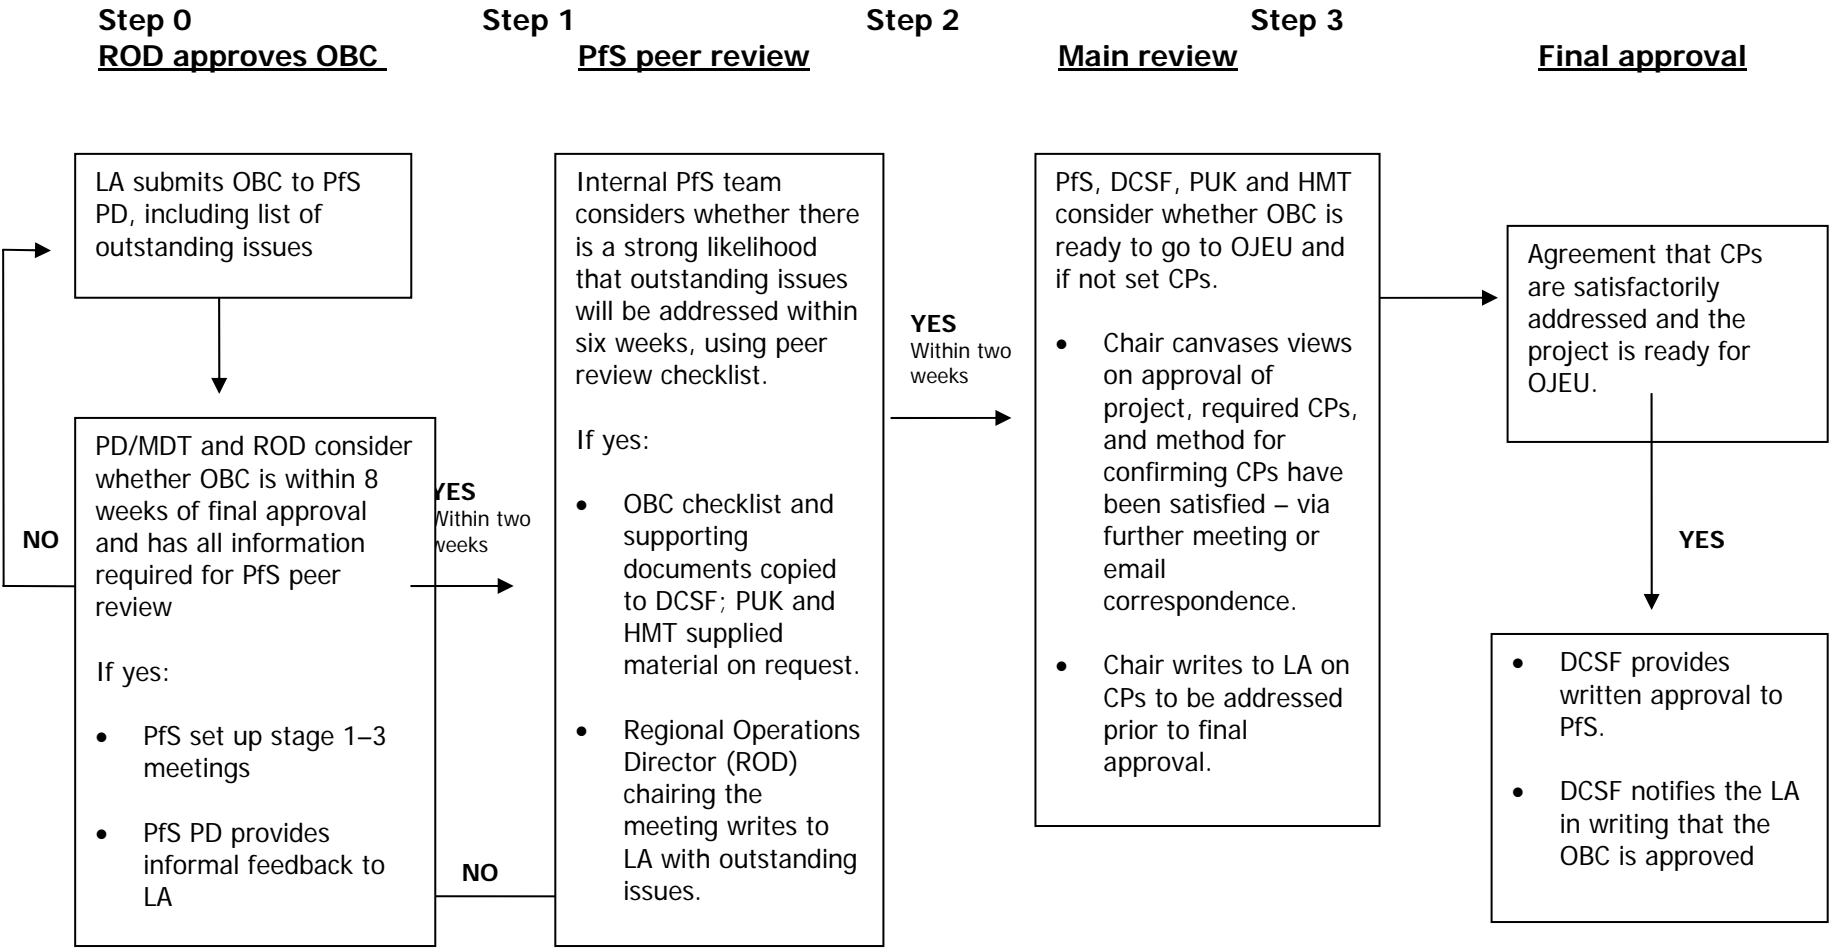 Step 0
ROD approves OBC
Step 1
PfS peer review
Step 2
Main review
Step 3
Final approval
LA submits OBC to PfS
PD, including list of
outstanding issues
NO
PD/MDT and ROD consider
whether OBC is within 8
weeks of final approval
and has all information
required for PfS peer
review
If yes:
• PfS set up stage 1–3
meetings
• PfS PD provides
informal feedback to
LA
YES
Within two
weeks
NO
Internal PfS team
considers whether there
is a strong likelihood
that outstanding issues
will be addressed within
six weeks, using peer
review checklist.
If yes:
• OBC checklist and
supporting
documents copied
to DCSF; PUK and
HMT supplied
material on request.
• Regional Operations
Director (ROD)
chairing the
meeting writes to
LA with outstanding
issues.
YES
Within two
weeks
PfS, DCSF, PUK and HMT
consider whether OBC is
ready to go to OJEU and
if not set CPs.
• Chair canvases views
on approval of
project, required CPs,
and method for
confirming CPs have
been satisfied – via
further meeting or
email
correspondence.
• Chair writes to LA on
CPs to be addressed
prior to final
approval.
Agreement that CPs
are satisfactorily
addressed and the
project is ready for
OJEU.
YES
• DCSF provides
written approval to
PfS.
• DCSF notifies the LA
in writing that the
OBC is approved